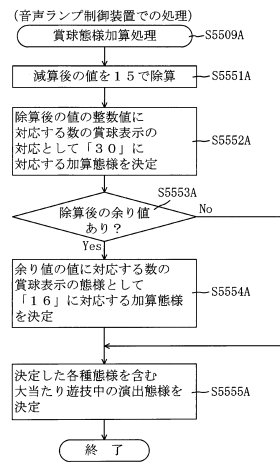 (音声ランプ制御装置での処理)
賞球態様加算処理
S5509A
減算後の値を15で除算
S5551A
除算後の値の整数値に
対応する数の賞球表示の
対応として「30」に
対応する加算態様を決定
S5552A
S5553A
除算後の余り値
あり?
No
Yes
余り値の値に対応する数の
賞球表示の態様として
「16」に対応する加算態様
を決定
S5554A
決定した各種態様を含む
大当たり遊技中の演出態様を
決定
S5555A
終 了